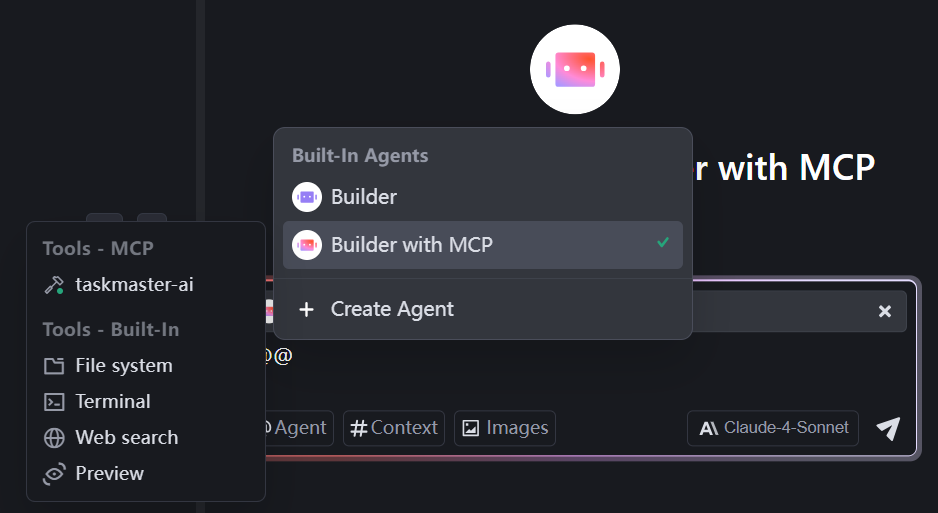 Built-In Agents
Builder
Builder with MCP
Create Agent
with MCP
Tools - MCP
taskmaster-ai
Tools - Built-In
File system
Terminal
Web search
Preview
@@
Agent
#Context
Images
Claude-4-Sonnet